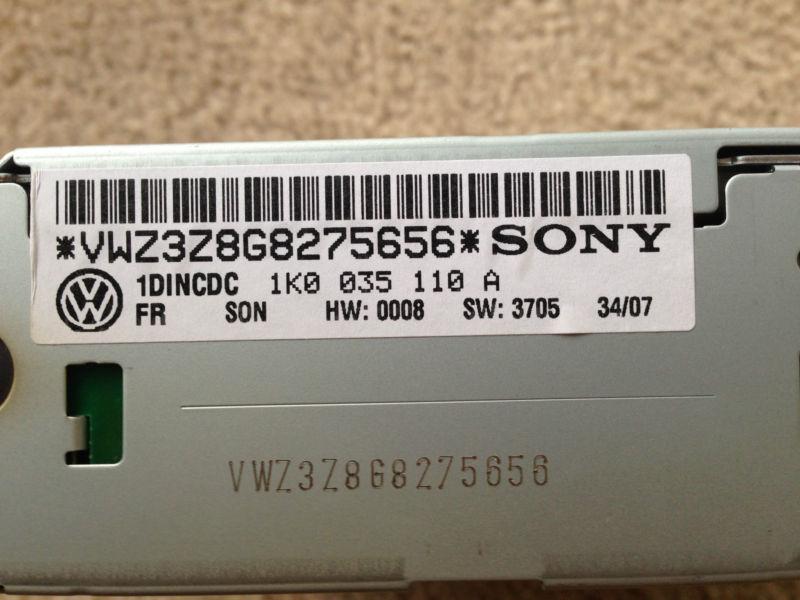 *VWZ3Z8G8275656* SONY
1DINCDC 1K0 035 110 A
FR SON HW: 0008 SW: 3705 34/07
VWZ3Z8G8275656